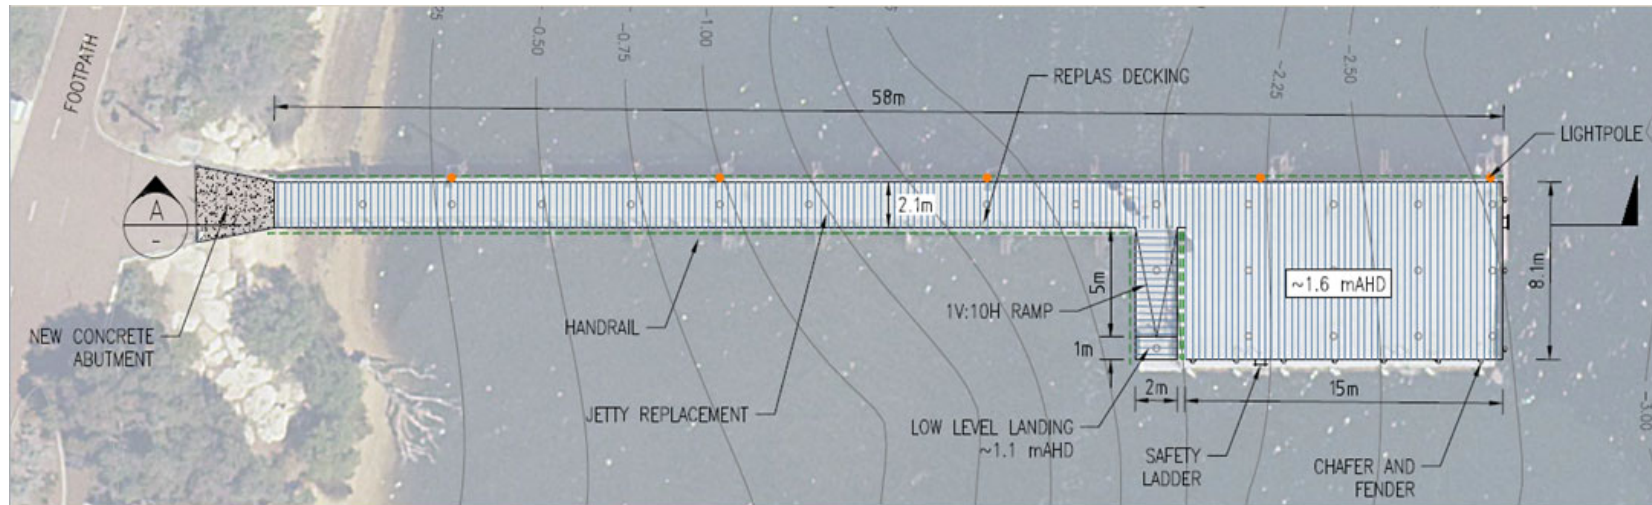 FOOTPATH
-0.50
-0.75
-1.00
-2.25
-2.50
-3.00
REPLAS DECKING
58m
LIGHTPOLE
A
-
2.1m
8.1m
~1.6 mAHD
5m
1V:10H RAMP
HANDRAIL
NEW CONCRETE
ABUTMENT
1m
2m
15m
JETTY REPLACEMENT
LOW LEVEL LANDING
~1.1 mAHD
SAFETY
LADDER
CHAFER AND
FENDER